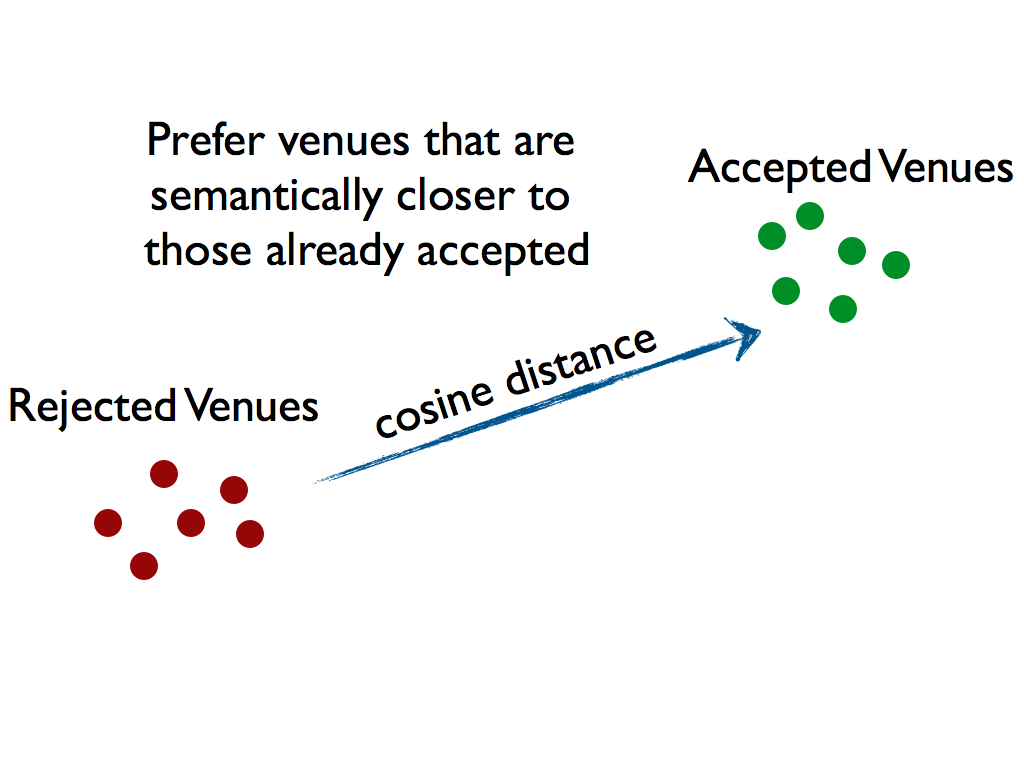 Prefer venues that are
semantically closer to
those already accepted
Accepted Venues
cosine distance
Rejected Venues